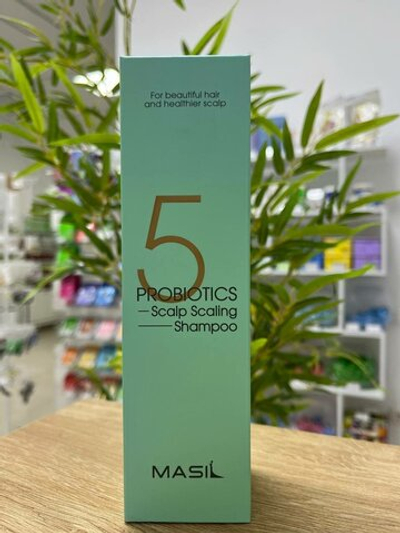 For beautiful hair
and healthier scalp
5
PROBIOTICS
Scalp Scaling
Shampoo
MASIL